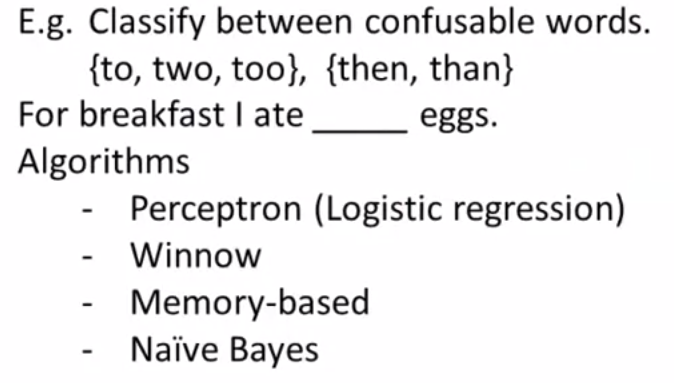 E.g. Classify between confusable words.
{to, two, too}, {then, than}
For breakfast I ate _____ eggs.
Algorithms
- Perceptron (Logistic regression)
- Winnow
- Memory-based
- Naïve Bayes